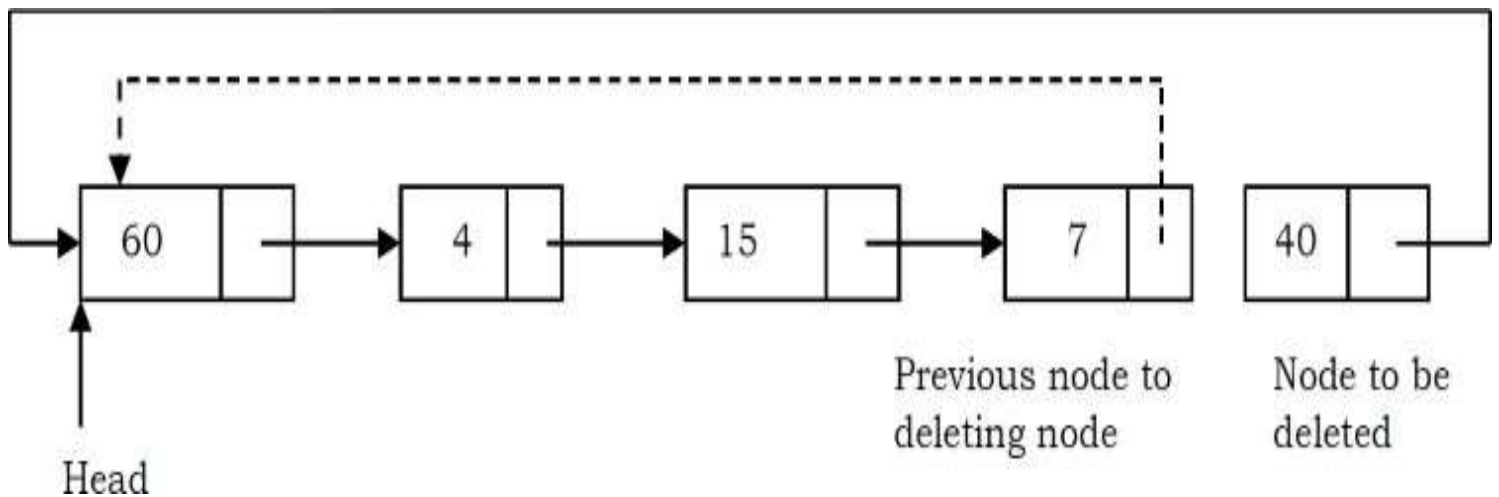 60 4 15 7 40
Previous node to
deleting node
Node to be
deleted
Head